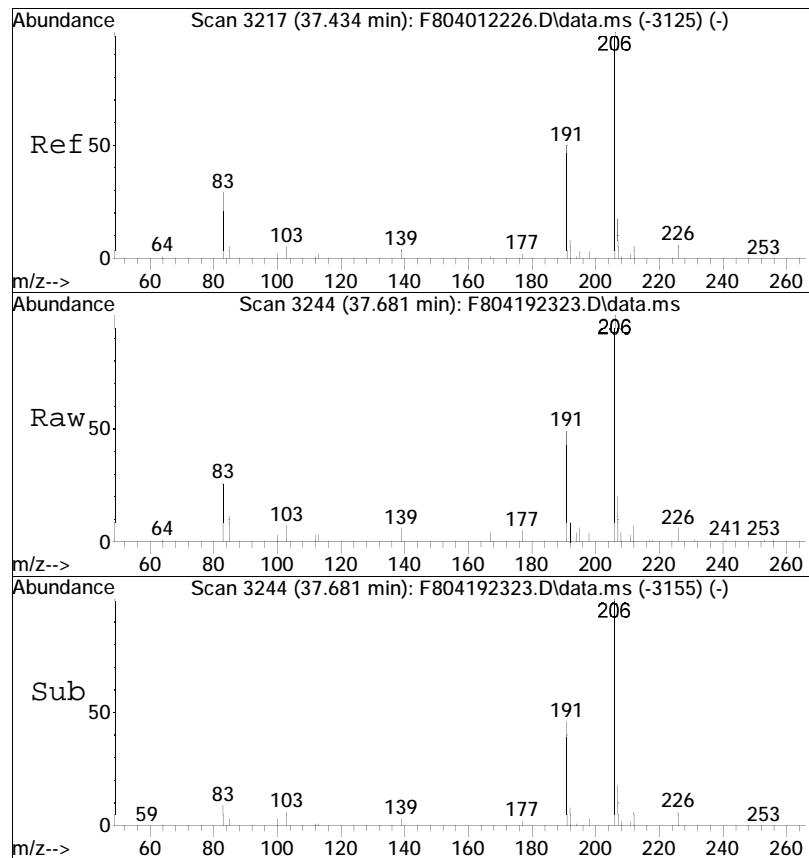 Abundance Scan 3217 (37.434 min): F804012226.D\data.ms (-3125) (-)
206
191
Ref 50
83
64 103 139 177 226 253
0
m/z--> 60 80 100 120 140 160 180 200 220 240 260
Abundance Scan 3244 (37.681 min): F804192323.D\data.ms
206
191
Raw 50
83
64 103 139 177 226 241 253
0
m/z--> 60 80 100 120 140 160 180 200 220 240 260
Abundance Scan 3244 (37.681 min): F804192323.D\data.ms (-3155) (-)
206
Sub
50 191
83
59 103 139 177 226 253
0
m/z--> 60 80 100 120 140 160 180 200 220 240 260